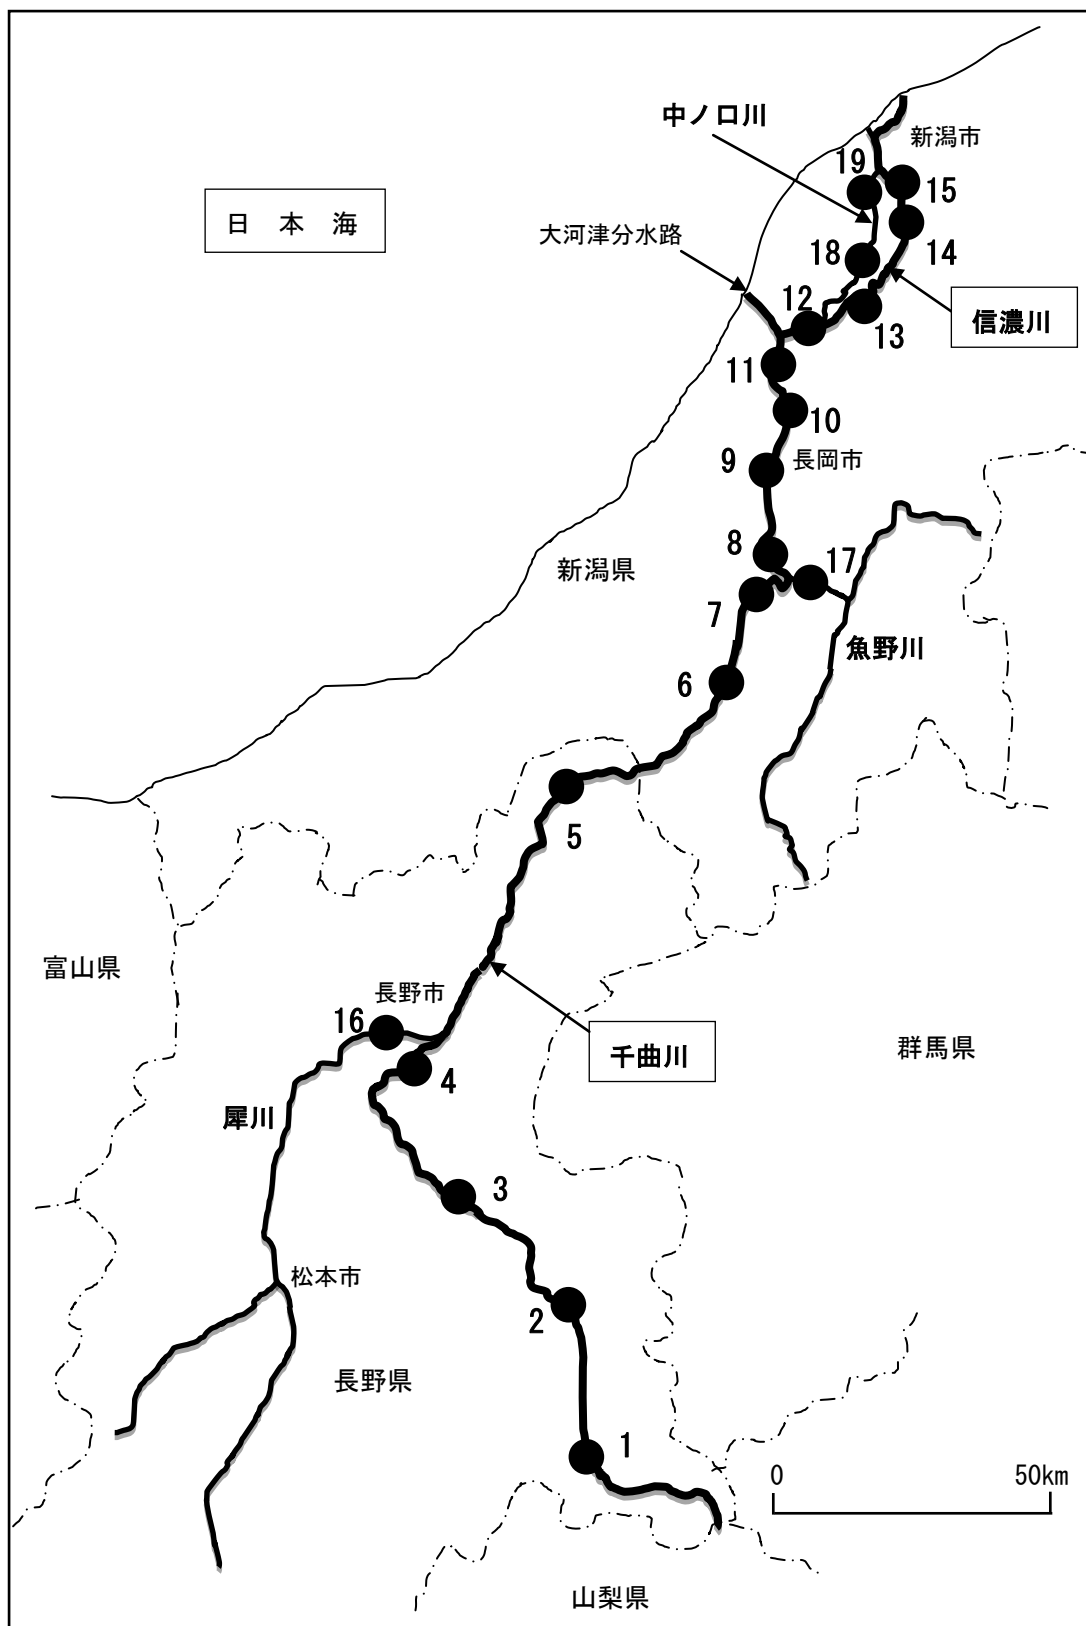 中ノ口川
新潟市
19
15
日本海
大河津分水路
18
14
12
信濃川
13
11
10
9
長岡市
8
17
新潟県
7
魚野川
6
5
富山県
長野市
16
千曲川
群馬県
4
犀川
3
松本市
2
長野県
1
0
50km
山梨県